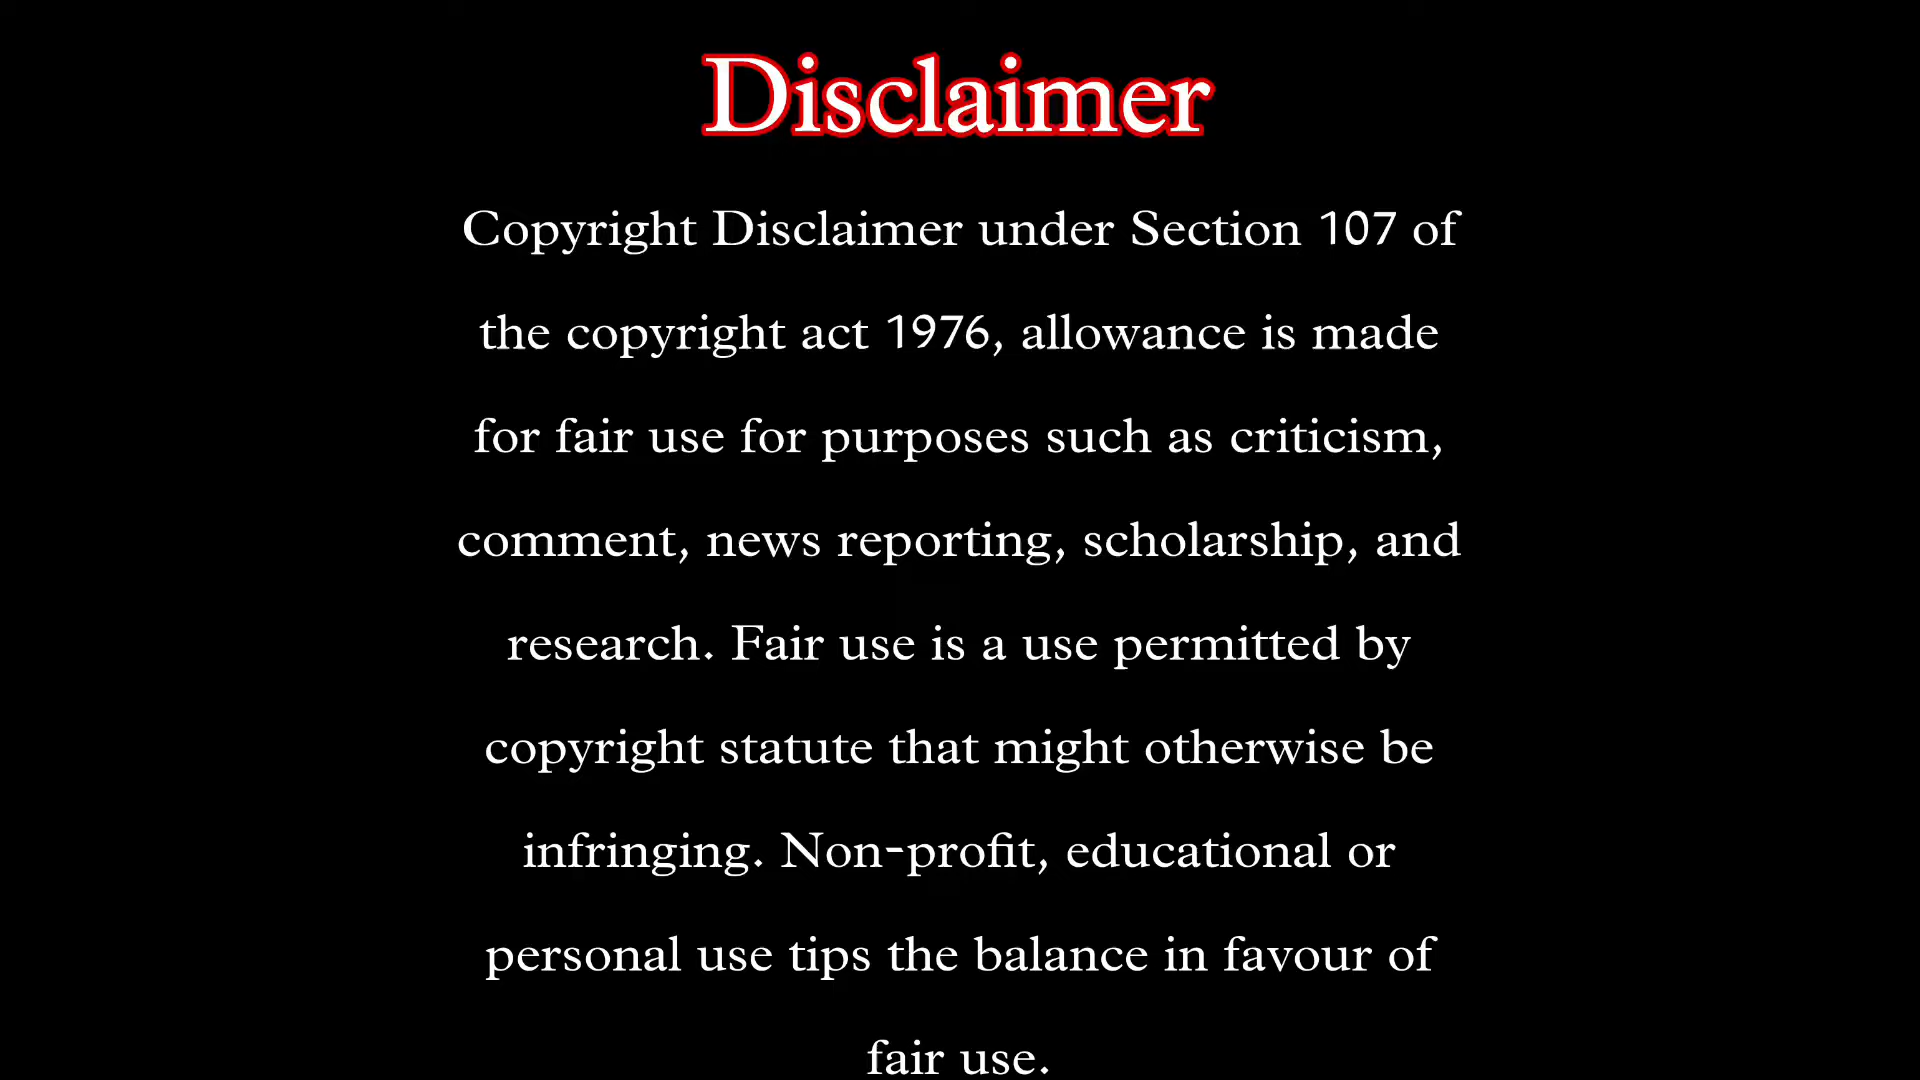 Disclaimer
Copyright Disclaimer under Section 107 of
the copyright act 1976, allowance is made
for fair use for purposes such as criticism,
comment, news reporting, scholarship, and
research. Fair use is a use permitted by
copyright statute that might otherwise be
infringing. Non-profit, educational or
personal use tips the balance in favour of
fair use.